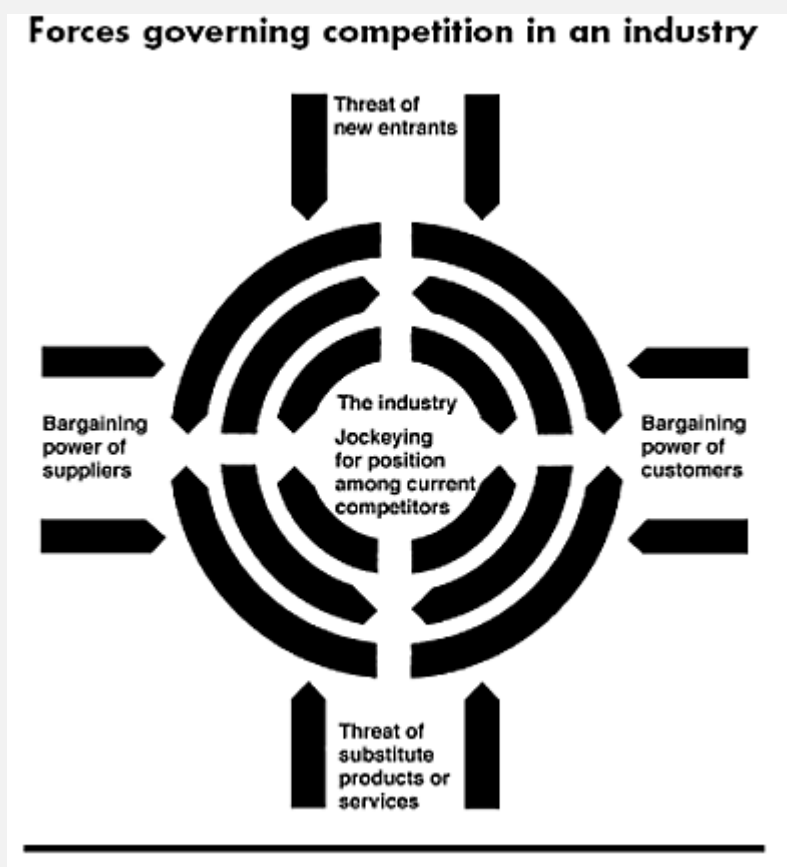 Forces governing competition in an industry
Threat of
new entrants
Bargaining
power of
suppliers
The industry
Jockeying
for position
among current
competitors
Bargaining
power of
customers
Threat of
substitute
products or
services